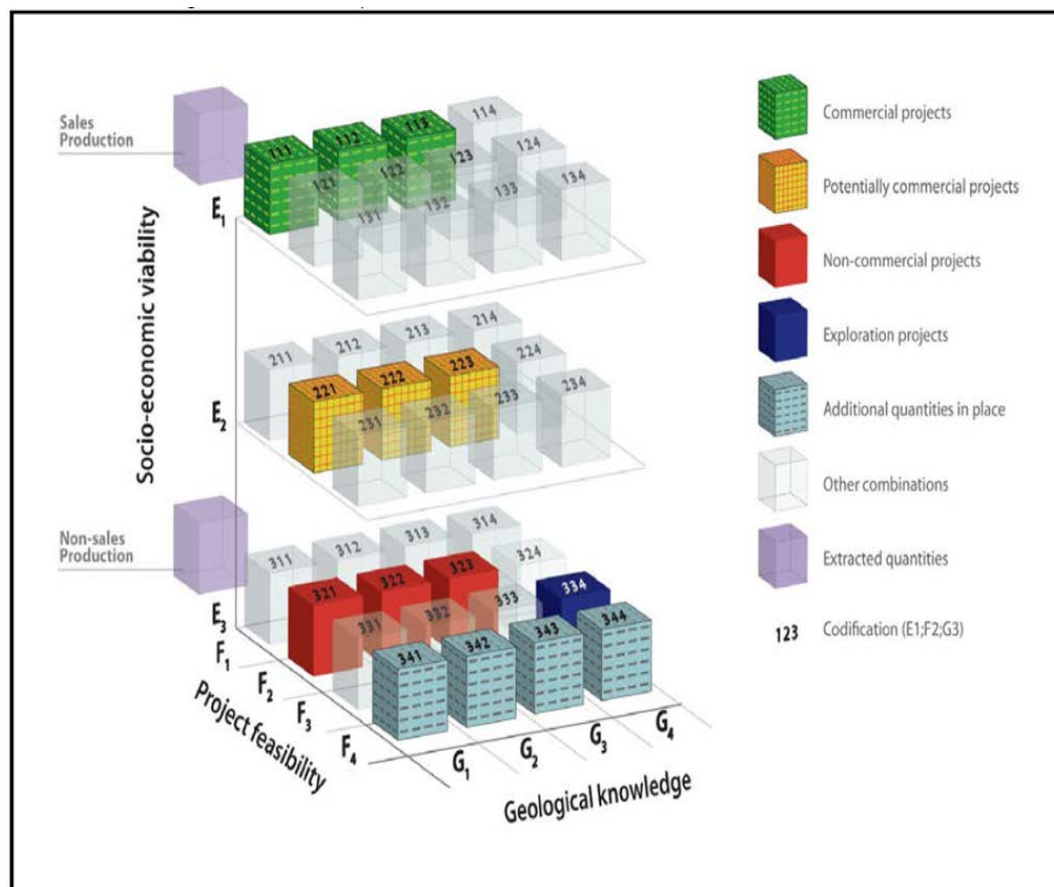 Sales
Production
Socio-economic viability
E1
111
112
113
114
121
122
123
124
131
132
133
134
E2
211
212
213
214
221
222
223
224
231
232
233
234
Non-sales
Production
E3
311
312
313
314
321
322
323
324
331
332
333
334
341
342
343
344
F1
F2
F3
F4
Project feasibility
G1
G2
G3
G4
Geological knowledge
Commercial projects
Potentially commercial projects
Non-commercial projects
Exploration projects
Additional quantities in place
Other combinations
Extracted quantities
123 Codification (E1;F2;G3)